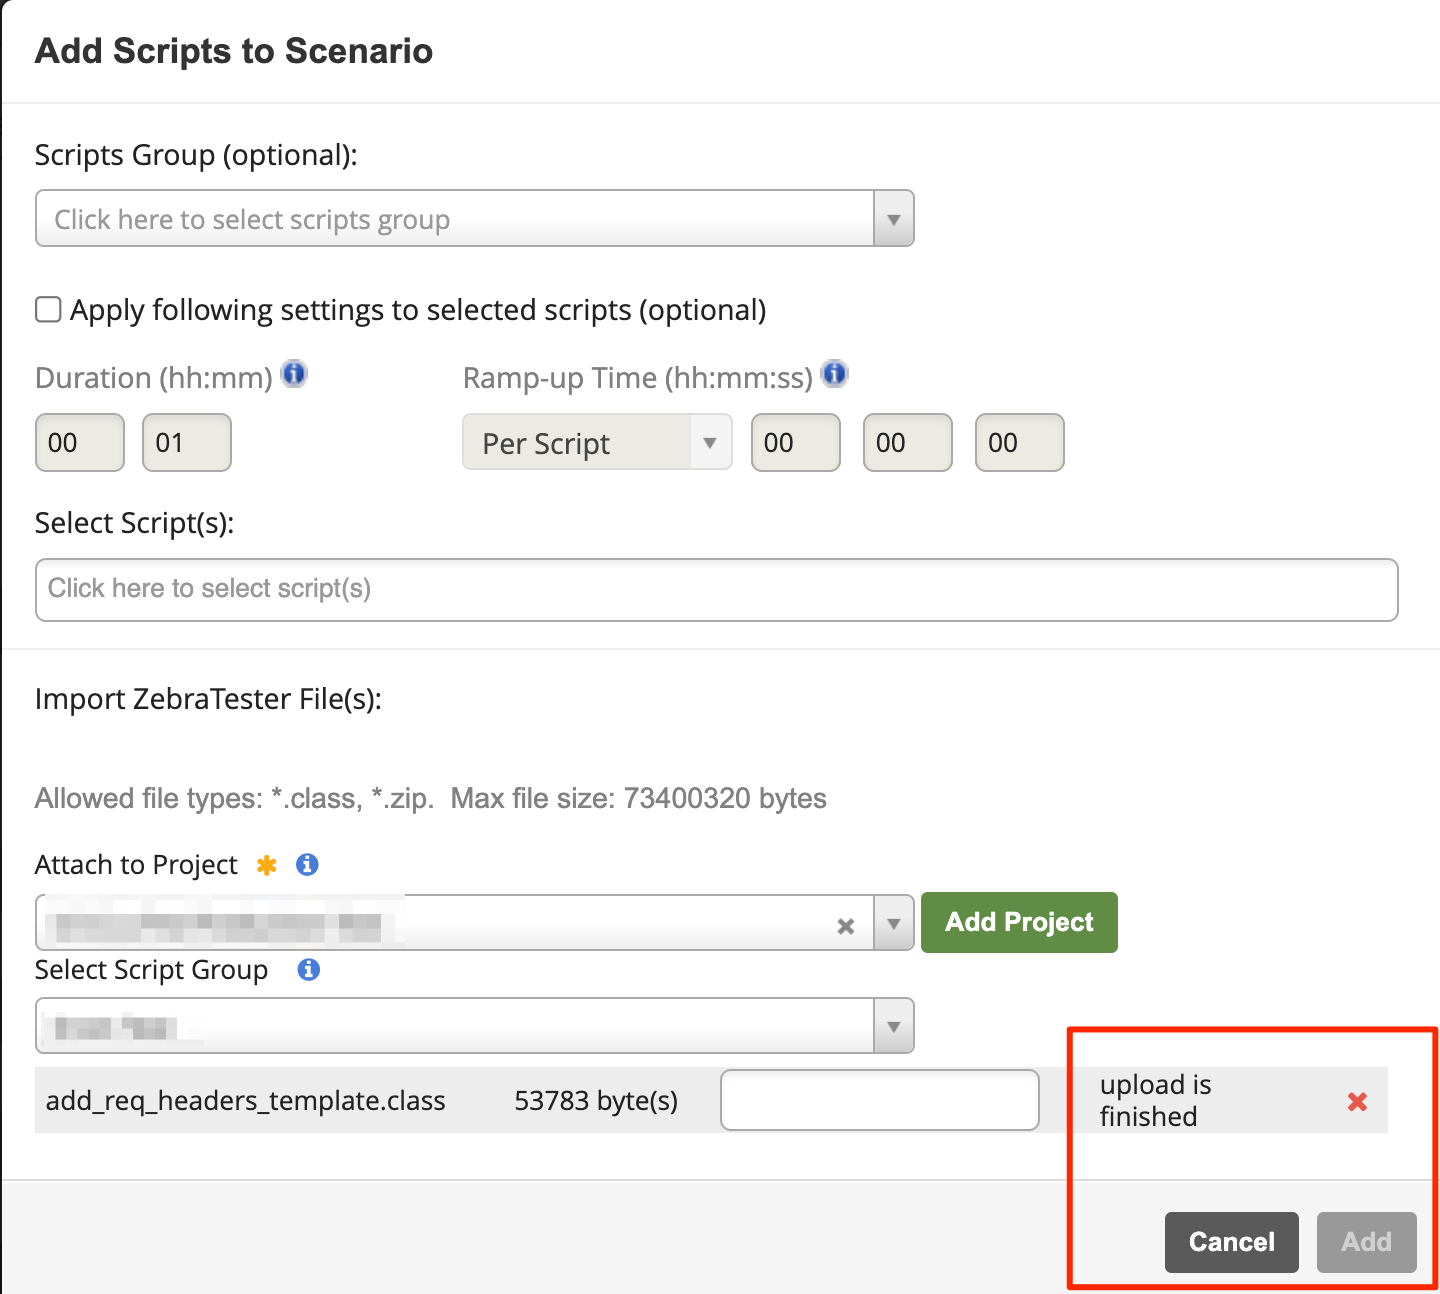 Add Scripts to Scenario
Scripts Group (optional):
Click here to select scripts group
Apply following settings to selected scripts (optional)
Duration (hh:mm) Ramp-up Time (hh:mm:ss)
00 01 Per Script 00 00 00
Select Script(s):
Click here to select script(s)
Import ZebraTester File(s):
Allowed file types: *.class, *.zip. Max file size: 73400320 bytes
Attach to Project *
Add Project
Select Script Group
add_req_headers_template.class 53783 byte(s) upload is
finished
Cancel Add